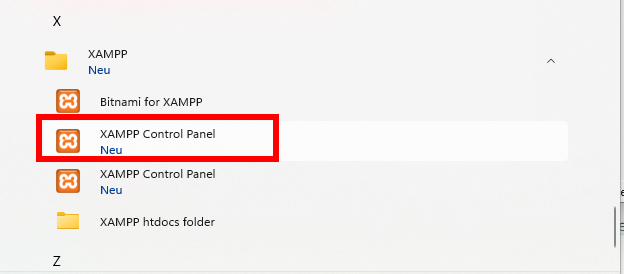 X
XAMPP
Neu
Bitnami for XAMPP
XAMPP Control Panel
Neu
XAMPP Control Panel
Neu
XAMPP htdocs folder
Z